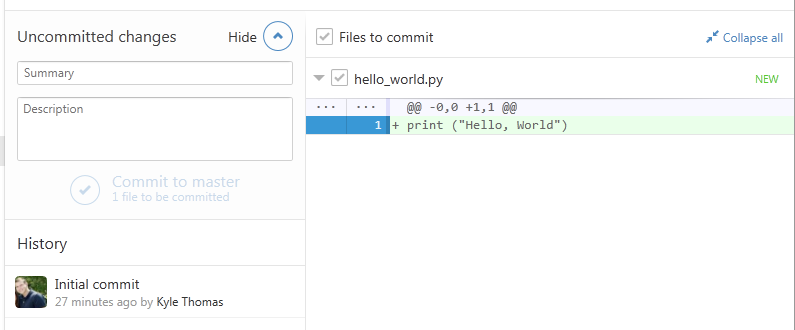 Uncommitted changes
Hide
Summary
Description
Commit to master
1 file to be committed
History
Initial commit
27 minutes ago by Kyle Thomas
Files to commit
Collapse all
hello_world.py
NEW
... ... @@ -0,0 +1,1 @@
1 + print ("Hello, World")